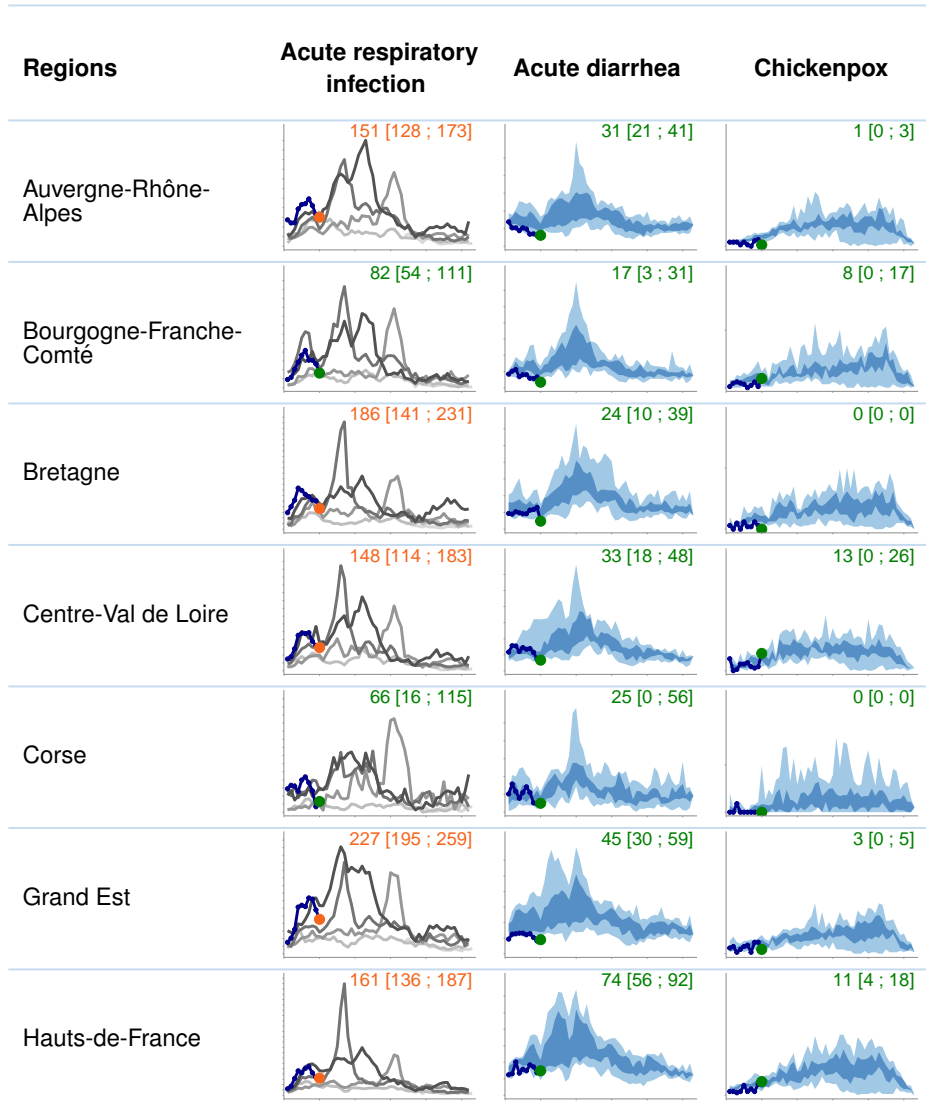 Regions
Acute respiratory
infection
Acute diarrhea
Chickenpox
Auvergne-Rhône-
Alpes
151 [128 ; 173]
31 [21 ; 41]
1 [0 ; 3]
Bourgogne-Franche-
Comté
82 [54 ; 111]
17 [3 ; 31]
8 [0 ; 17]
Bretagne
186 [141 ; 231]
24 [10 ; 39]
0 [0 ; 0]
Centre-Val de Loire
148 [114 ; 183]
33 [18 ; 48]
13 [0 ; 26]
Corse
66 [16 ; 115]
25 [0 ; 56]
0 [0 ; 0]
Grand Est
227 [195 ; 259]
45 [30 ; 59]
3 [0 ; 5]
Hauts-de-France
161 [136 ; 187]
74 [56 ; 92]
11 [4 ; 18]